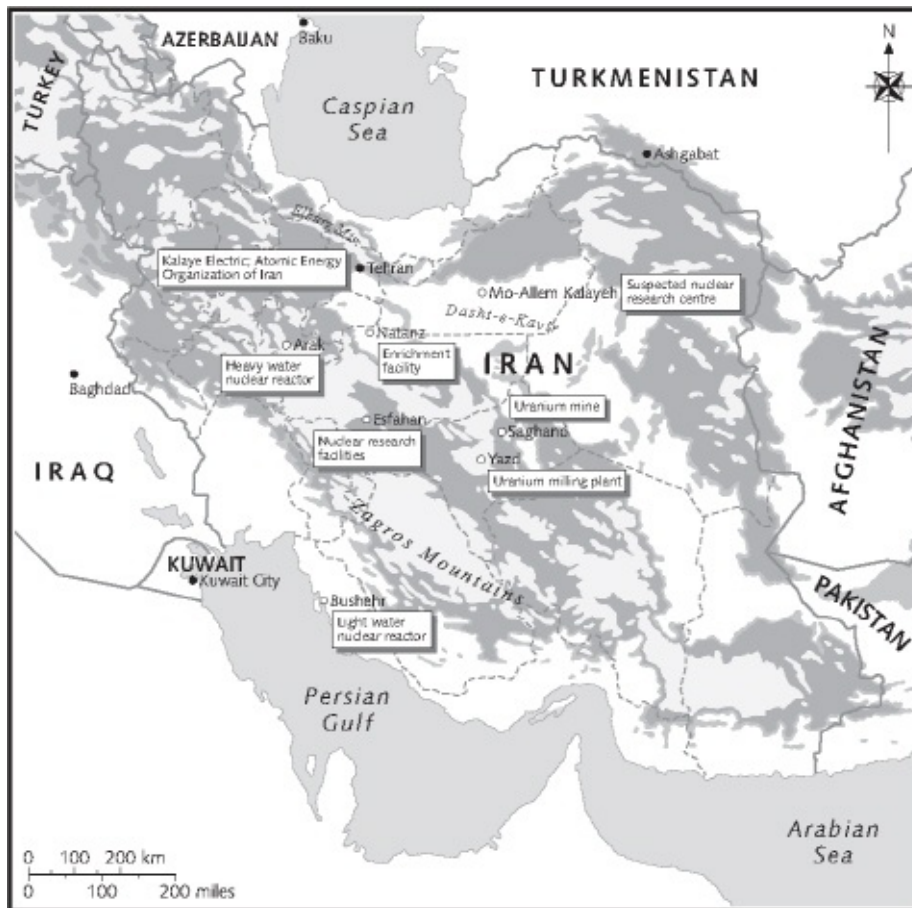 AZERBAIJAN
Baku
N
TURKEY
Caspian
Sea
TURKMENISTAN
Ashgabat
Elburz Mts
Kalaye Electric; Atomic Energy
Organization of Iran
Tehran
Mo-Allem Kalayeh
Suspected nuclear
research centre
Dasht-e-Kavir
Natanz
Arak
Enrichment
facility
IRAN
Heavy water
nuclear reactor
Baghdad
AFGHANISTAN
Uranium mine
Esfahan
Saghand
Nuclear research
facilities
Yazd
IRAQ
Uranium milling plant
Zagros Mountains
KUWAIT
Kuwait City
PAKISTAN
Bushehr
Light water
nuclear reactor
Persian
Gulf
Arabian
Sea
0 100 200 km
0 100 200 miles